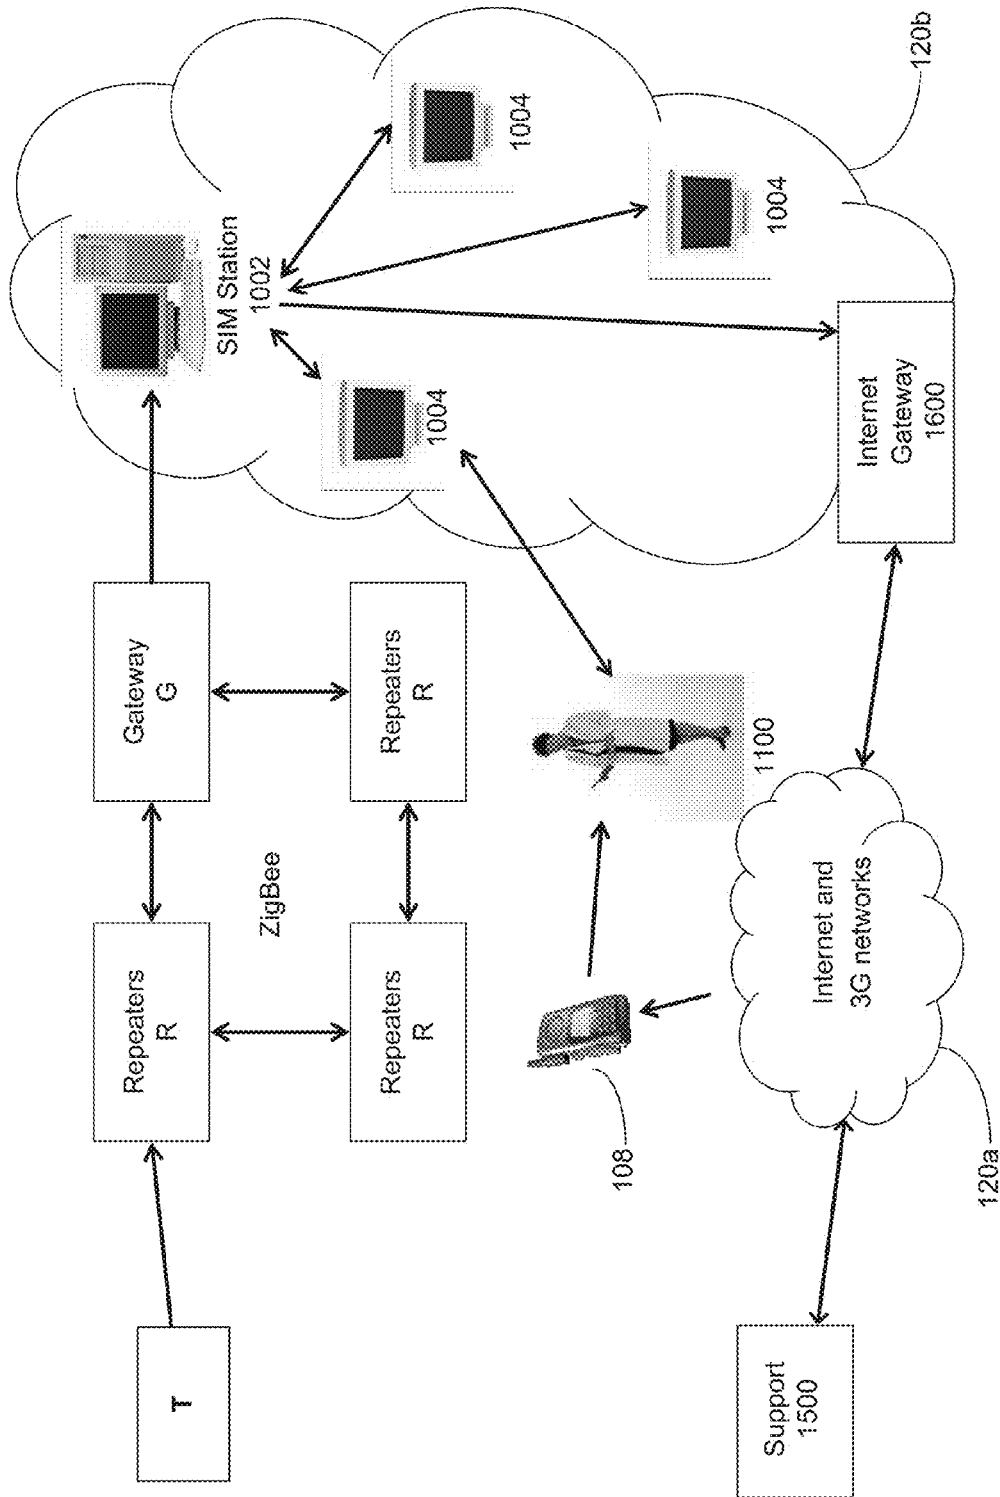 T
Repeaters
R
Gateway
G
SIM Station
1002
1004
ZigBee
Repeaters
R
Repeaters
R
1004
1004
108
1100
120b
Support
1500
Internet and
3G networks
Internet
Gateway
1600
120a